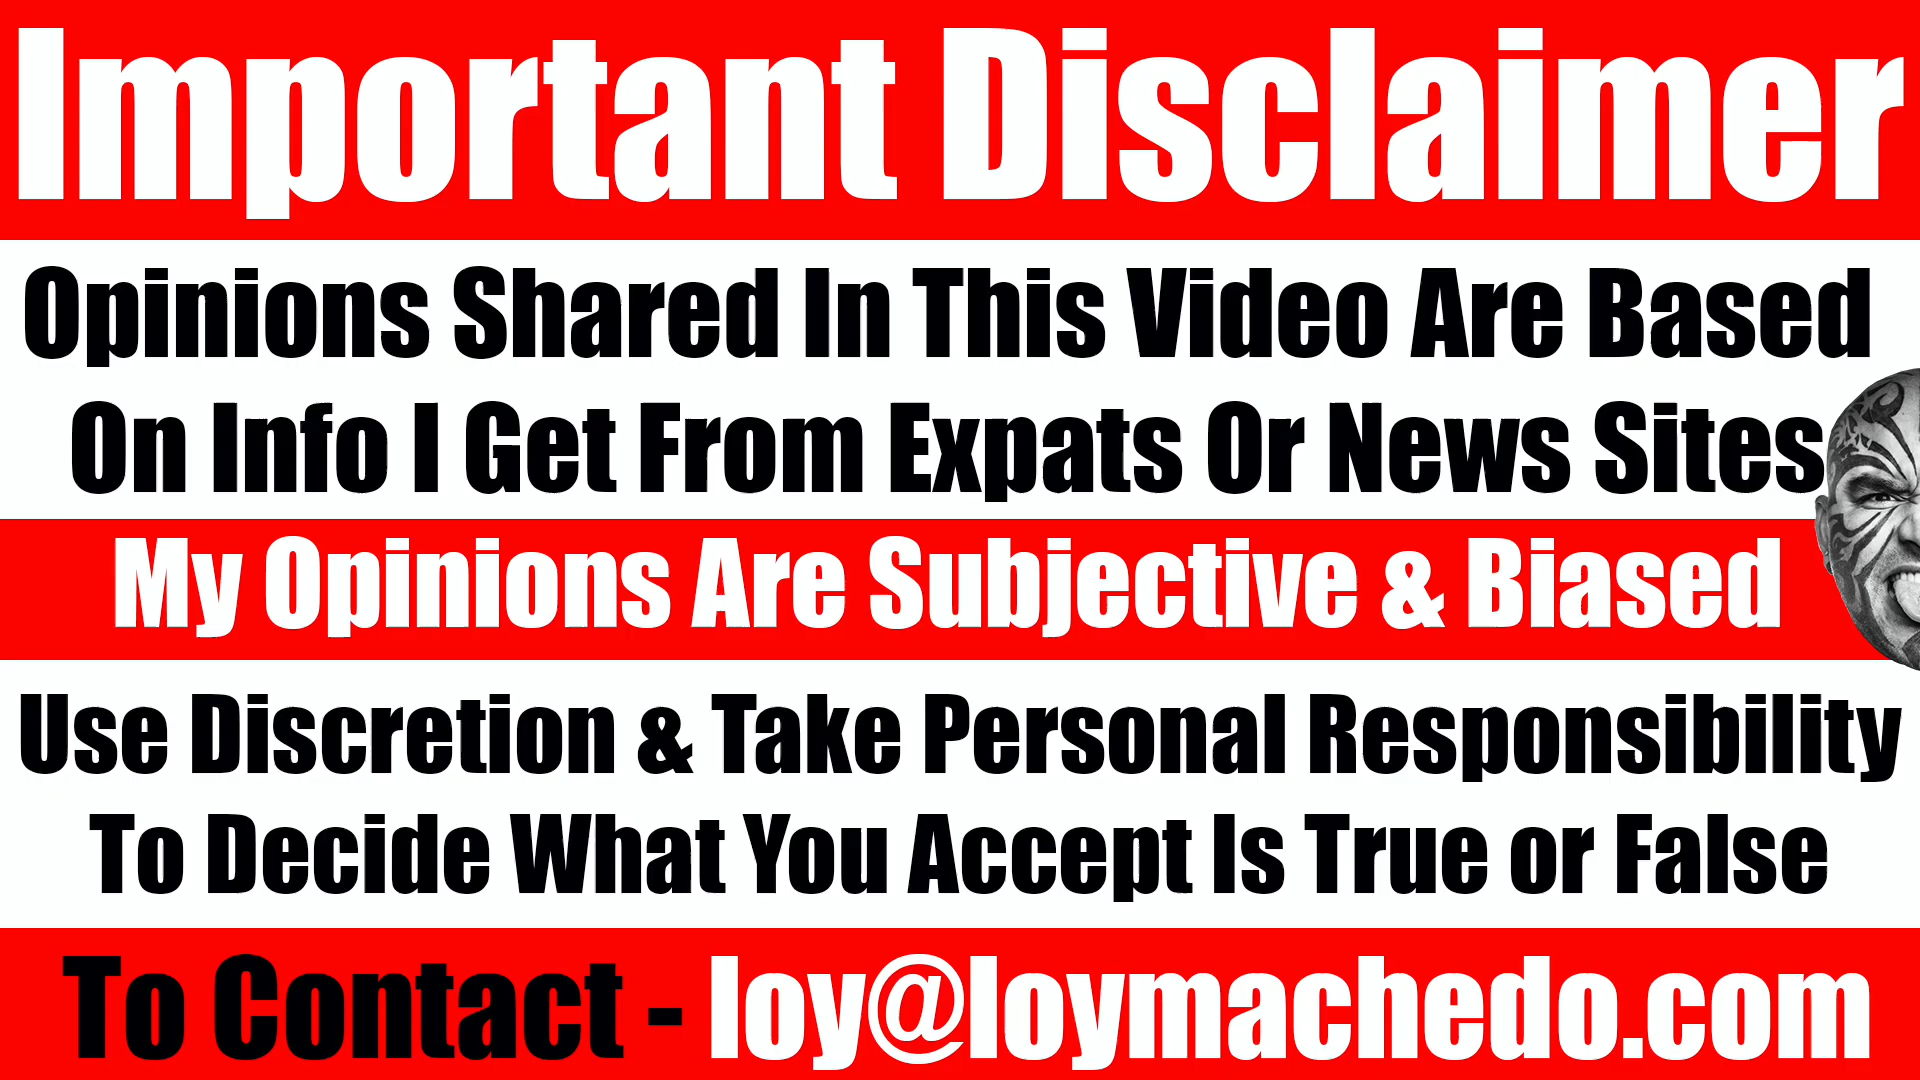 Important Disclaimer
Opinions Shared In This Video Are Based
On Info I Get From Expats Or News Sites
My Opinions Are Subjective & Biased
Use Discretion & Take Personal Responsibility
To Decide What You Accept Is True or False
To Contact - loy@loymachedo.com